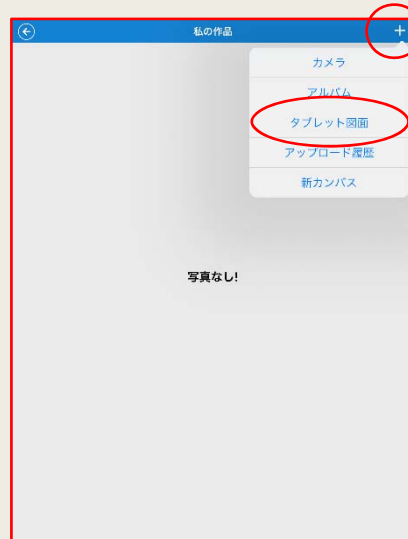 私の作品
カメラ
アルバム
タブレット図面
アップロード履歴
新カンバス
写真なし!